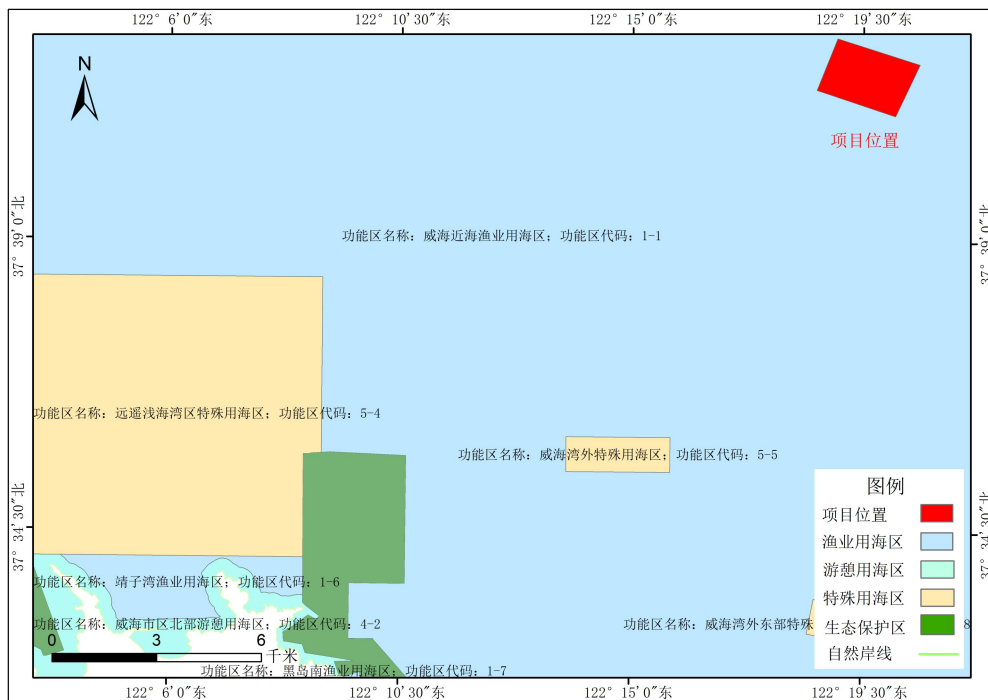 122° 6'0"东
122° 10'30"东
122° 15'0"东
122° 19'30"东
N
项目位置
37° 39'0"北
37° 39'0"北
功能区名称：威海近海渔业用海区；功能区代码：1-1
功能区名称：远遥浅海湾区特殊用海区；功能区代码：5-4
功能区名称：威海湾外特殊用海区；功能区代码：5-5
37° 34'30"北
37° 34'30"北
功能区名称：靖子湾渔业用海区；功能区代码：1-6
功能区名称：威海市区北部游憩用海区；功能区代码：4-2
功能区名称：威海湾外东部特殊
8
0 3 6
千米
功能区名称：黑岛南渔业用海区；功能区代码：1-7
图例
项目位置
渔业用海区
游憩用海区
特殊用海区
生态保护区
自然岸线
122° 6'0"东
122° 10'30"东
122° 15'0"东
122° 19'30"东